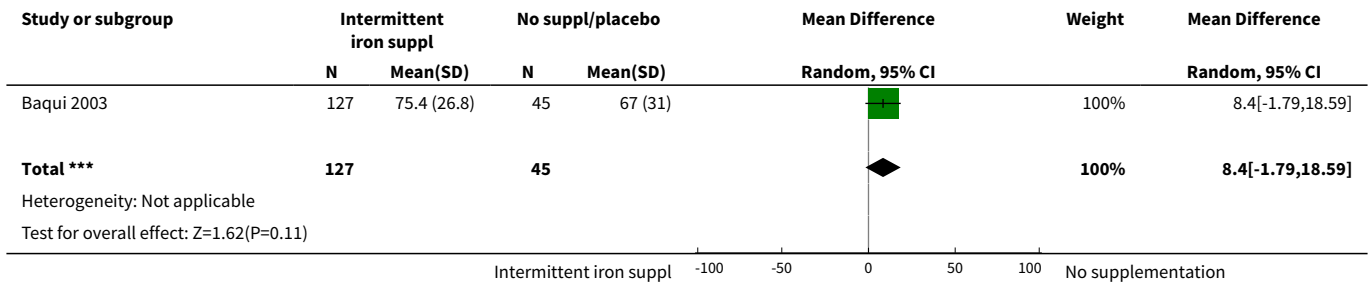 Study or subgroup Intermittent iron suppl No suppl/placebo Mean Difference Weight Mean Difference
N Mean(SD) N Mean(SD) Random, 95% CI Random, 95% CI
Baqui 2003 127 75.4 (26.8) 45 67 (31) 100% 8.4[-1.79,18.59]
Total *** 127 45 100% 8.4[-1.79,18.59]
Heterogeneity: Not applicable
Test for overall effect: Z=1.62(P=0.11)
Intermittent iron suppl -100 -50 0 50 100 No supplementation